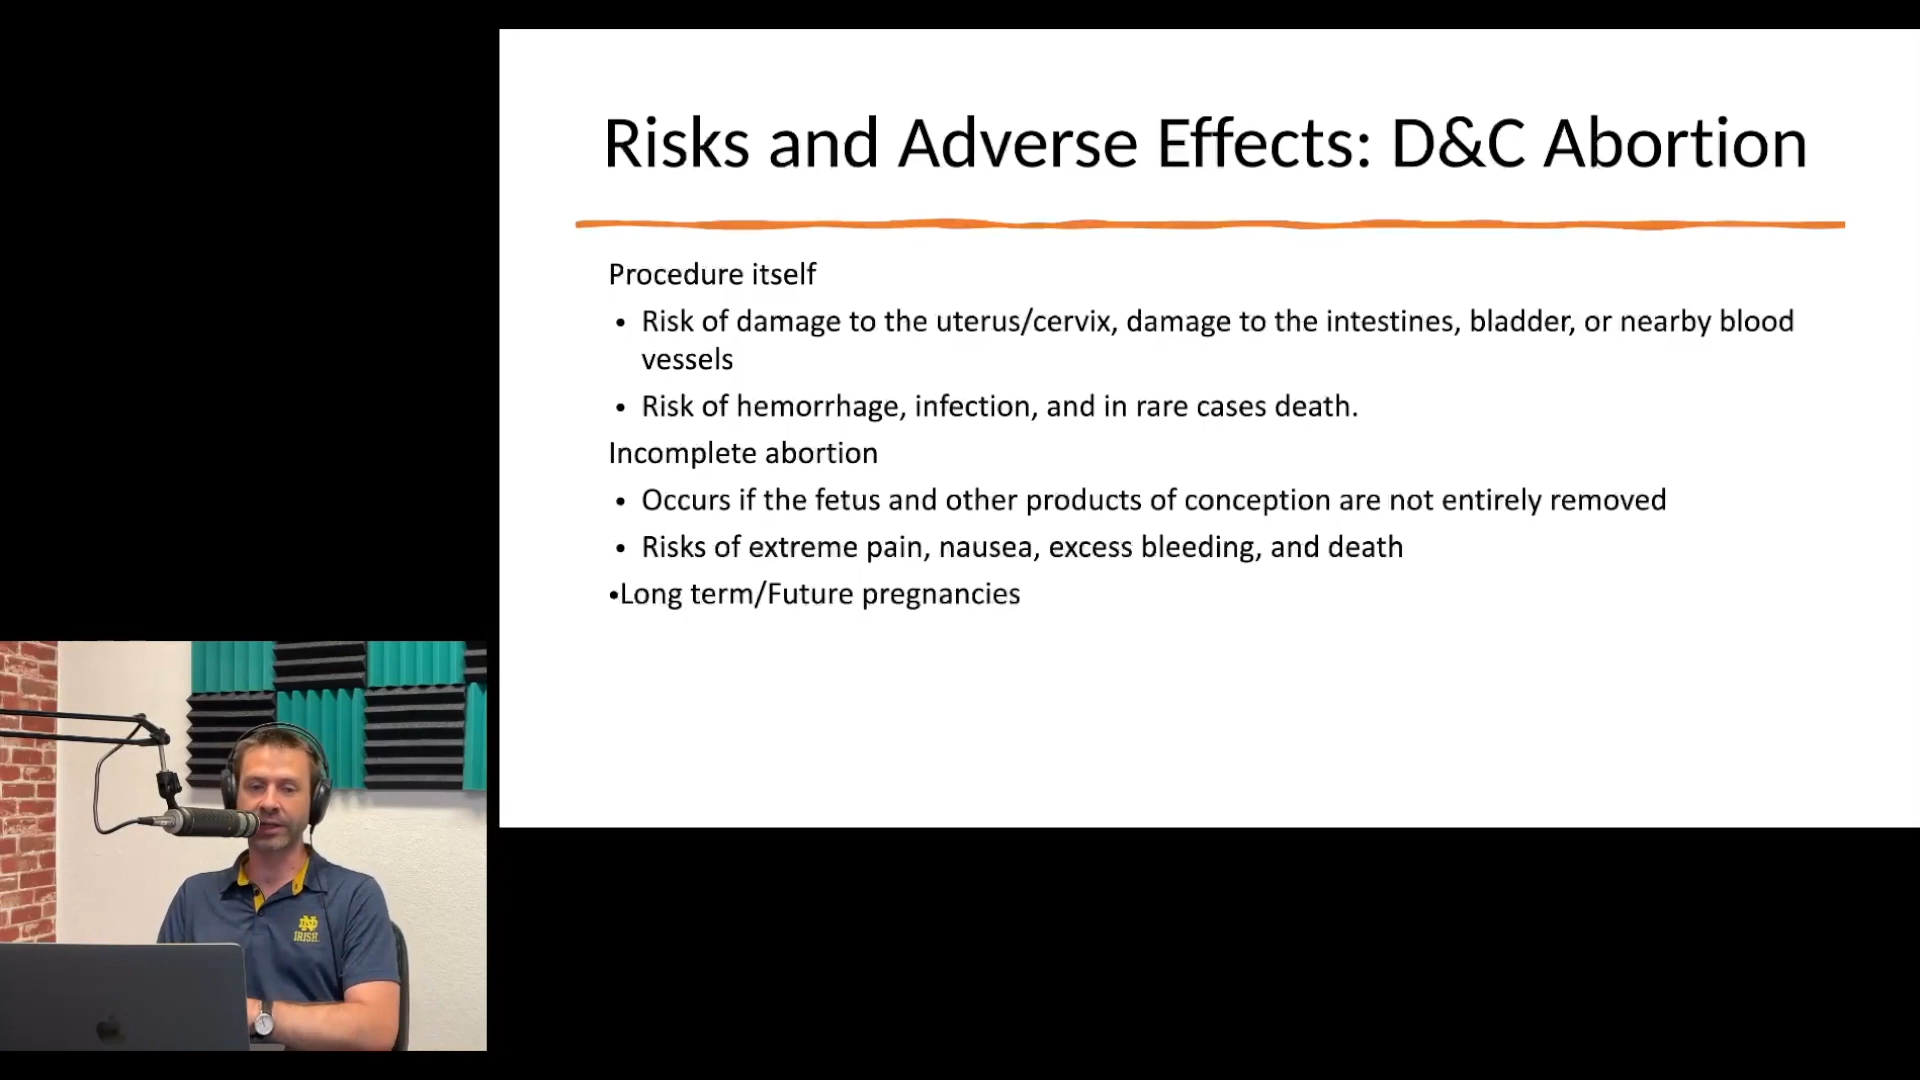 Risks and Adverse Effects: D&C Abortion
Procedure itself
• Risk of damage to the uterus/cervix, damage to the intestines, bladder, or nearby blood
vessels
• Risk of hemorrhage, infection, and in rare cases death.
Incomplete abortion
• Occurs if the fetus and other products of conception are not entirely removed
• Risks of extreme pain, nausea, excess bleeding, and death
•Long term/Future pregnancies
ND
IRISH